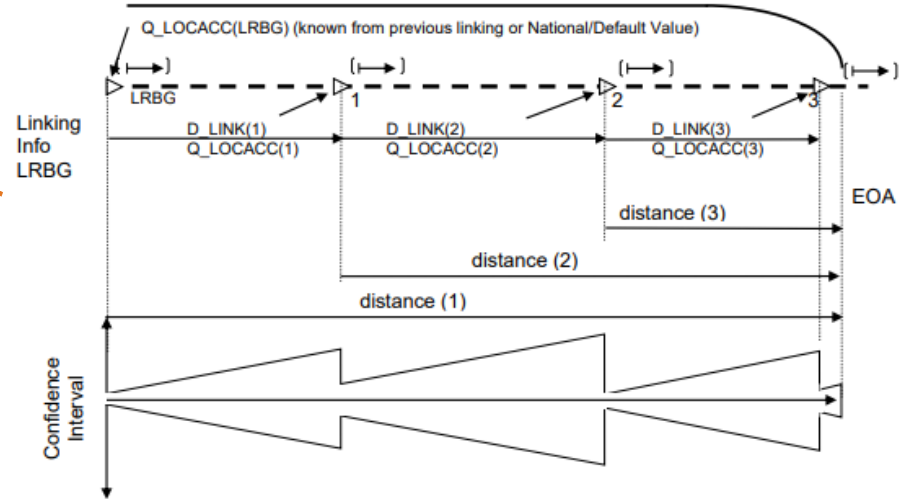 Q_LOCACC(LRBG) (known from previous linking or National/Default Value)
LRBG
1
2
3
Linking
Info
LRBG
D_LINK(1)
Q_LOCACC(1)
D_LINK(2)
Q_LOCACC(2)
D_LINK(3)
Q_LOCACC(3)
EOA
distance (3)
distance (2)
distance (1)
Confidence
Interval